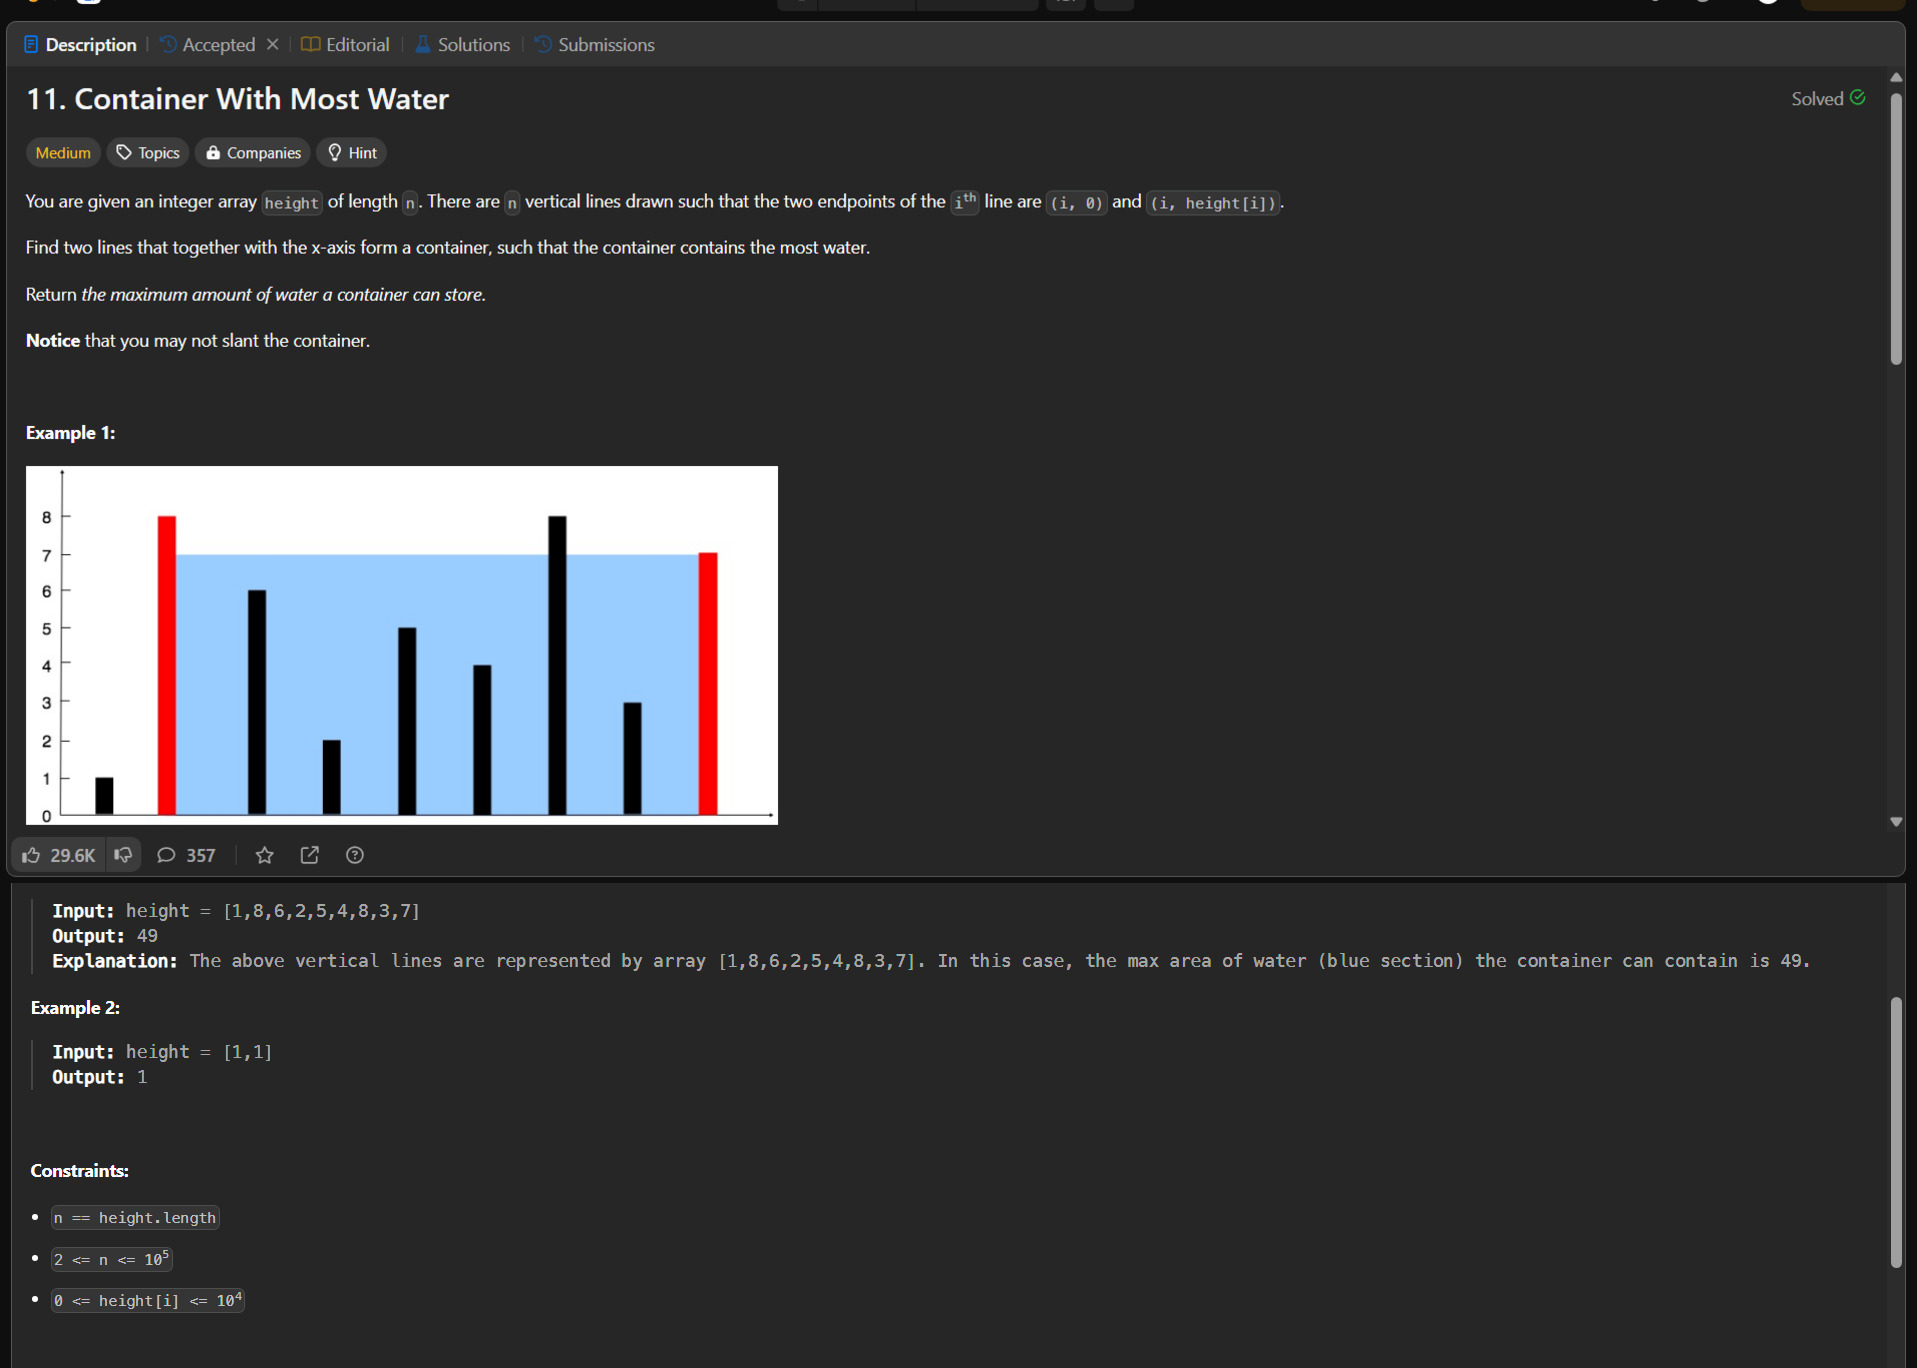 Description Accepted Editorial Solutions Submissions
11. Container With Most Water
Solved
Medium Topics Companies Hint
You are given an integer array height of length n. There are n vertical lines drawn such that the two endpoints of the ith line are (i, 0) and (i, height[i]).
Find two lines that together with the x-axis form a container, such that the container contains the most water.
Return the maximum amount of water a container can store.
Notice that you may not slant the container.
Example 1:
8
7
6
5
4
3
2
1
0
29.6K 357
Input: height = [1,8,6,2,5,4,8,3,7]
Output: 49
Explanation: The above vertical lines are represented by array [1,8,6,2,5,4,8,3,7]. In this case, the max area of water (blue section) the container can contain is 49.
Example 2:
Input: height = [1,1]
Output: 1
Constraints:
n == height.length
2 <= n <= 10⁵
0 <= height[i] <= 10⁴